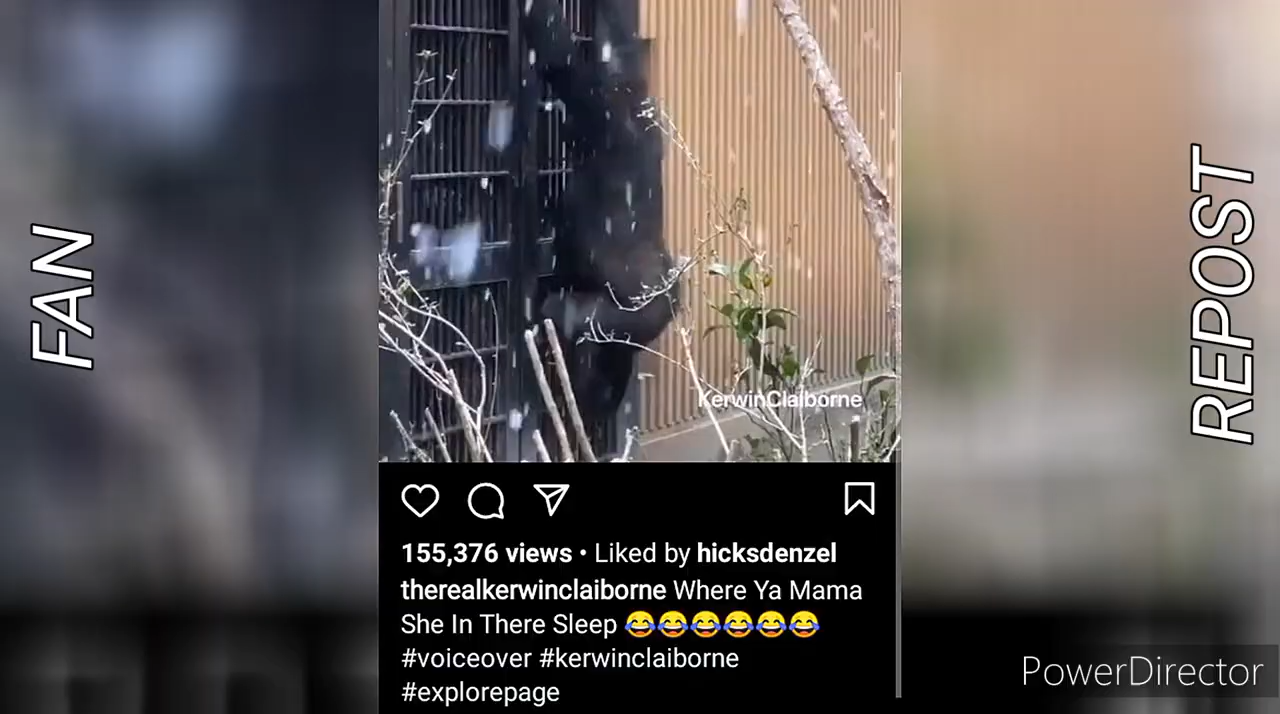 FAN
REPOST
KerwinClaiborne
155,376 views • Liked by hicksdenzel
therealkerwinclaiborne Where Ya Mama
She In There Sleep 😂😂😂😂😂😂
#voiceover #kerwinclaiborne
#explorepage
PowerDirector